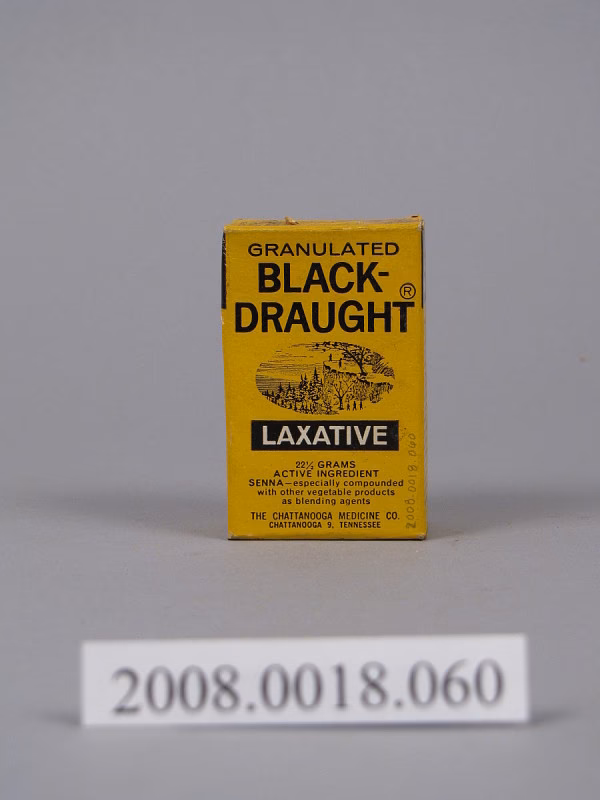 GRANULATED
BLACK-
DRAUGHT®
LAXATIVE
22½ GRAMS
ACTIVE INGREDIENT
SENNA—especially compounded
with other vegetable products
as blending agents
THE CHATTANOOGA MEDICINE CO.
CHATTANOOGA 9, TENNESSEE
2008.0018.060
2008.0018.060